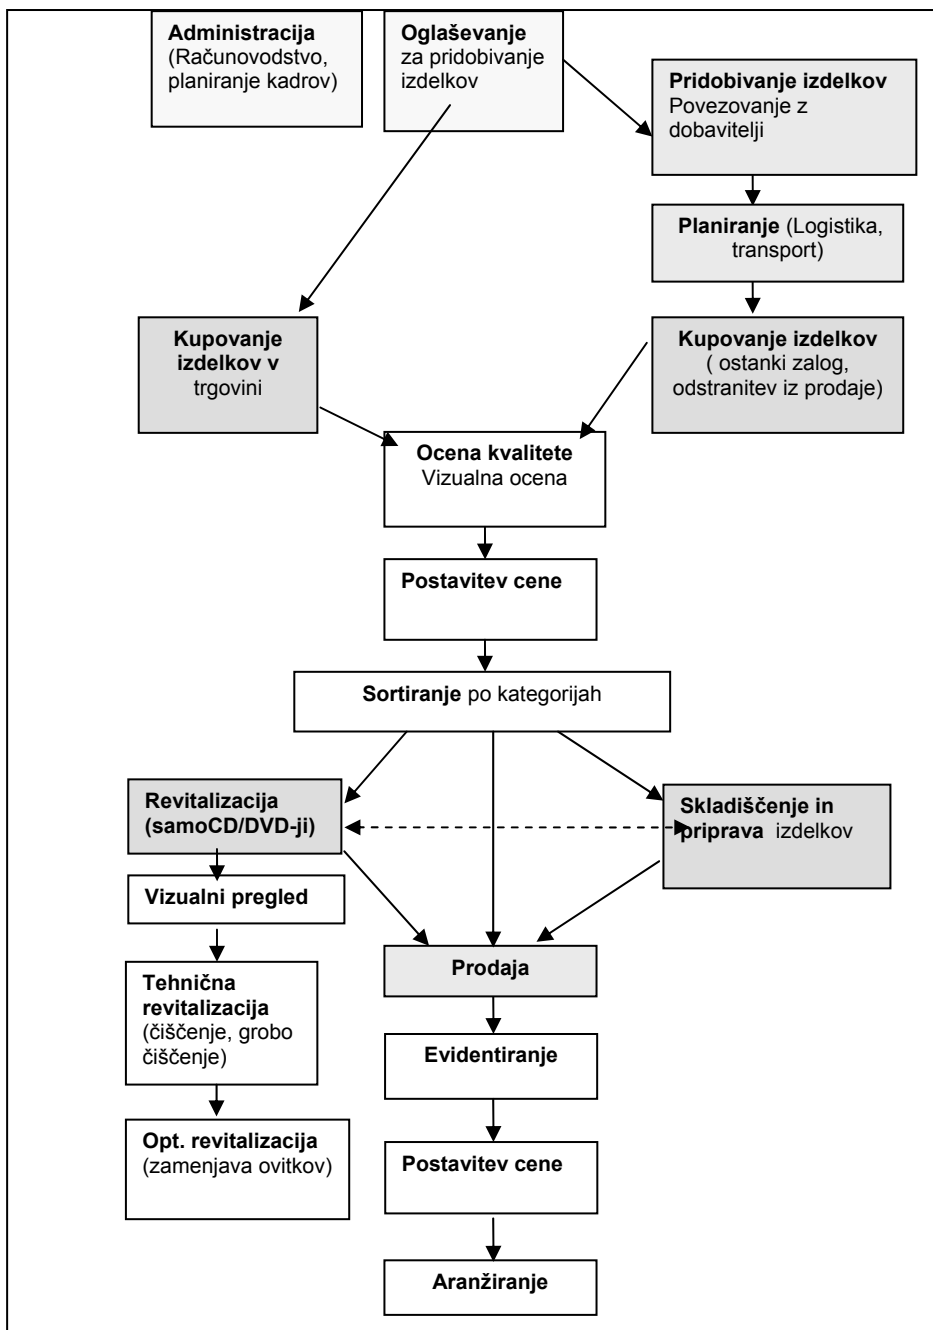 Administracija
(Računovodstvo,
planiranje kadrov)
Oglaševanje
za pridobivanje
izdelkov
Pridobivanje izdelkov
Povezovanje z
dobavitelji
Planiranje (Logistika,
transport)
Kupovanje
izdelkov v
trgovini
Kupovanje izdelkov
( ostanki zalog,
odstranitev iz prodaje)
Ocena kvalitete
Vizualna ocena
Postavitev cene
Sortiranje po kategorijah
Revitalizacija
(samoCD/DVD-ji)
Skladiščenje in
priprava izdelkov
Vizualni pregled
Tehnična
revitalizacija
(čiščenje, grobo
čiščenje)
Opt. revitalizacija
(zamenjava ovitkov)
Prodaja
Evidentiranje
Postavitev cene
Aranžiranje